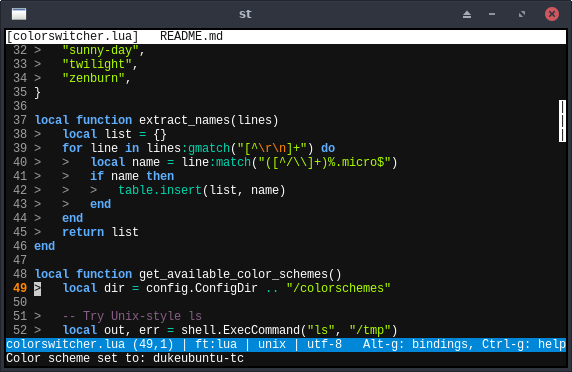 st
[colorswitcher.lua]   README.md
32 >   "sunny-day",
33 >   "twilight",
34 >   "zenburn",
35 }
36
37 local function extract_names(lines)
38 >   local list = {}
39 >   for line in lines:gmatch("[^\r\n]+") do
40 >   >   local name = line:match("([^/\\]+)%.micro$")
41 >   >   if name then
42 >   >   >   table.insert(list, name)
43 >   >   end
44 >   end
45 >   return list
46 end
47
48 local function get_available_color_schemes()
49 >   local dir = config.ConfigDir .. "/colorschemes"
50
51 >   -- Try Unix-style ls
52 >   local out, err = shell.ExecCommand("ls", "/tmp")
colorswitcher.lua (49,1) | ft:lua | unix | utf-8   Alt-g: bindings, Ctrl-g: help
Color scheme set to: dukeubuntu-tc